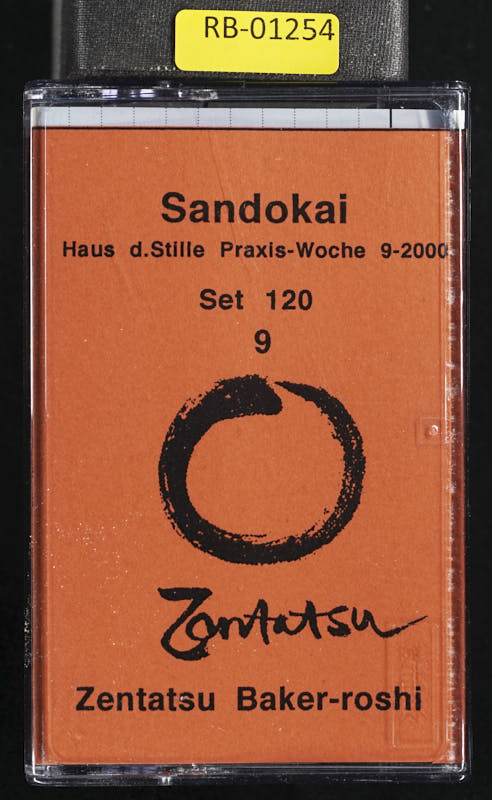 RB-01254
Sandokai
Haus d.Stille Praxis-Woche 9-2000
Set 120
9
Zentatsu
Zentatsu Baker-roshi